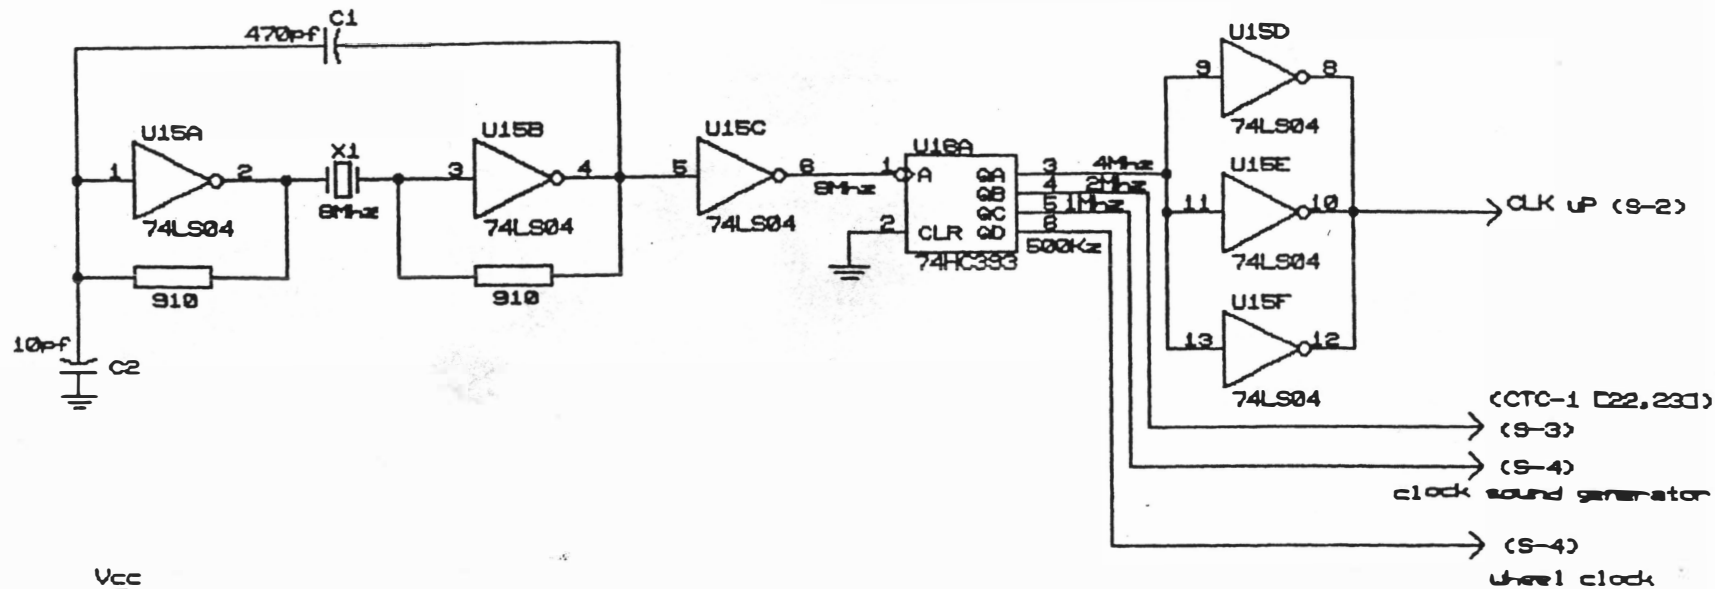 C1
470pf
U15A
1
2
74LS04
910
10pf
C2
X1
8Mhz
U15B
3
4
74LS04
910
U15C
5
6
8Mhz
74LS04
U16A
1
A
2
CLR
QA
QB
QC
QD
74HC393
3
4
5
6
4Mhz
2Mhz
1Mhz
500Kz
U15D
9
8
74LS04
U15E
11
10
74LS04
U15F
13
12
74LS04
CLK uP (S-2)
(CTC-1 [22,23])
(S-3)
(S-4)
clock sound generator
(S-4)
wheel clock
Vcc